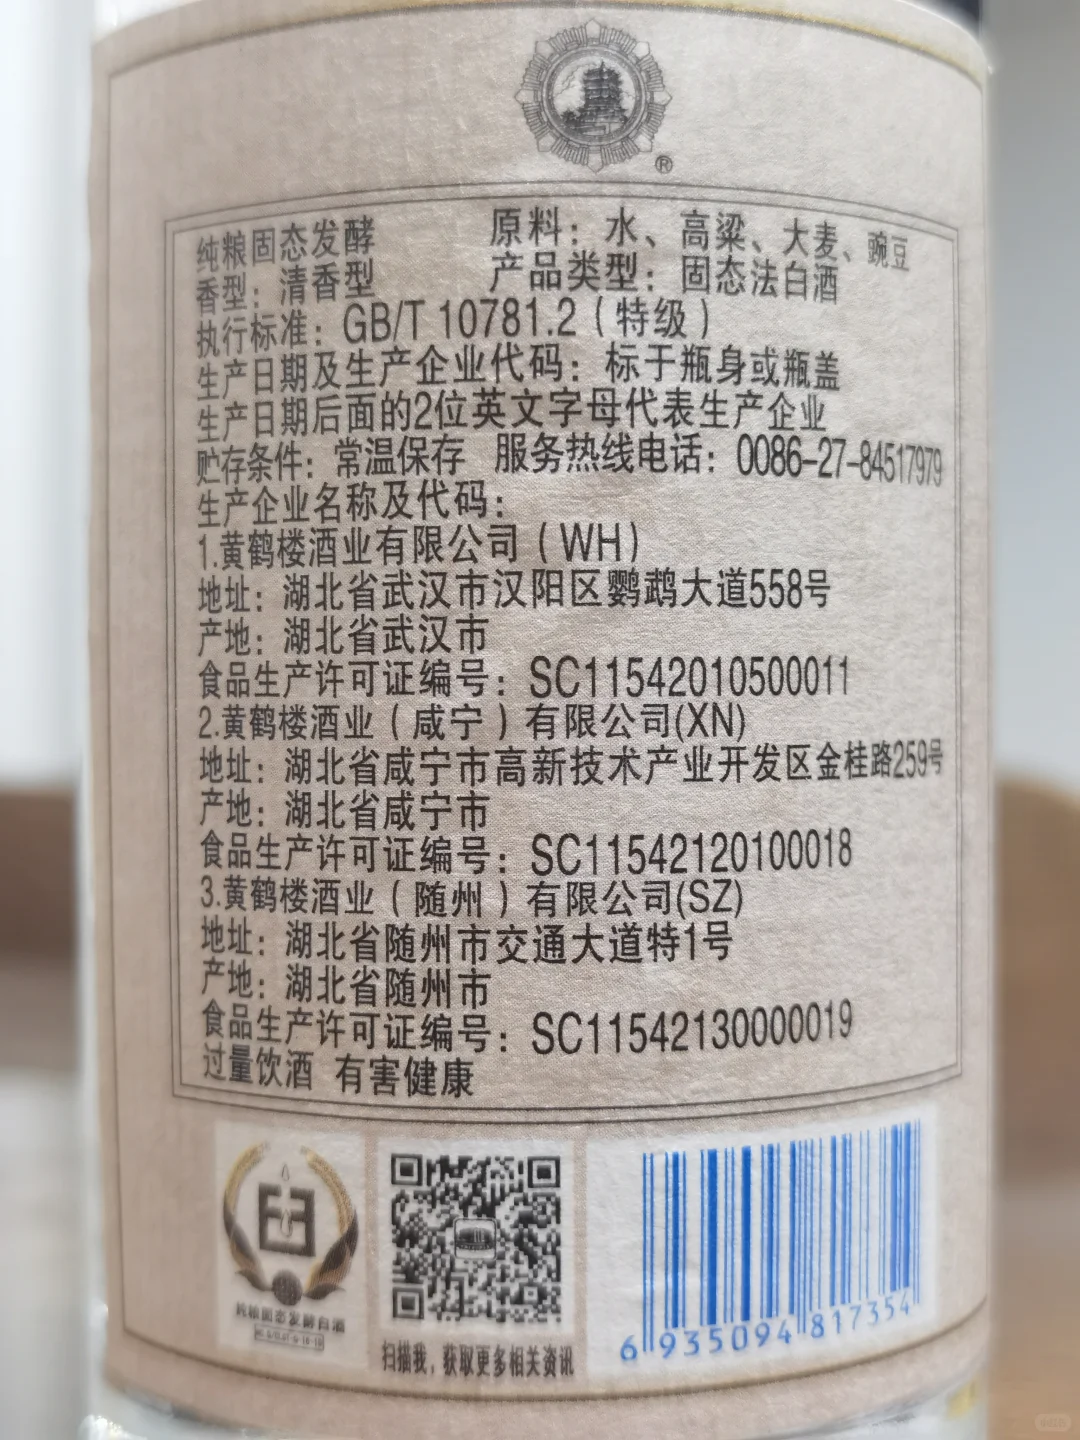 ®
纯粮固态发酵 原料：水、高粱、大麦、豌豆
香型：清香型 产品类型：固态法白酒
执行标准：GB/T 10781.2（特级）
生产日期及生产企业代码：标于瓶身或瓶盖
生产日期后面的2位英文字母代表生产企业
贮存条件：常温保存 服务热线电话：0086-27-84517979
生产企业名称及代码：
1.黄鹤楼酒业有限公司（WH）
地址：湖北省武汉市汉阳区鹦鹉大道558号
产地：湖北省武汉市
食品生产许可证编号：SC11542010500011
2.黄鹤楼酒业（咸宁）有限公司(XN)
地址：湖北省咸宁市高新技术产业开发区金桂路259号
产地：湖北省咸宁市
食品生产许可证编号：SC11542120100018
3.黄鹤楼酒业（随州）有限公司(SZ)
地址：湖北省随州市交通大道特1号
产地：湖北省随州市
食品生产许可证编号：SC11542130000019
过量饮酒 有害健康
纯粮固态发酵白酒
扫描我，获取更多相关资讯
6 935094 817354